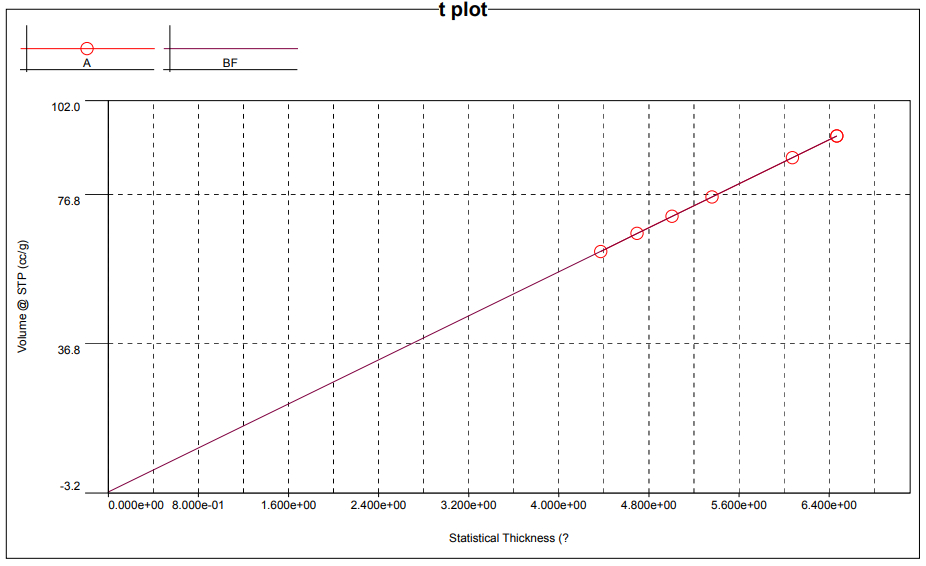 t plot
A BF
102.0
76.8
Volume @ STP (cc/g)
36.8
-3.2
0.000e+00 8.000e-01 1.600e+00 2.400e+00 3.200e+00 4.000e+00 4.800e+00 5.600e+00 6.400e+00
Statistical Thickness (?